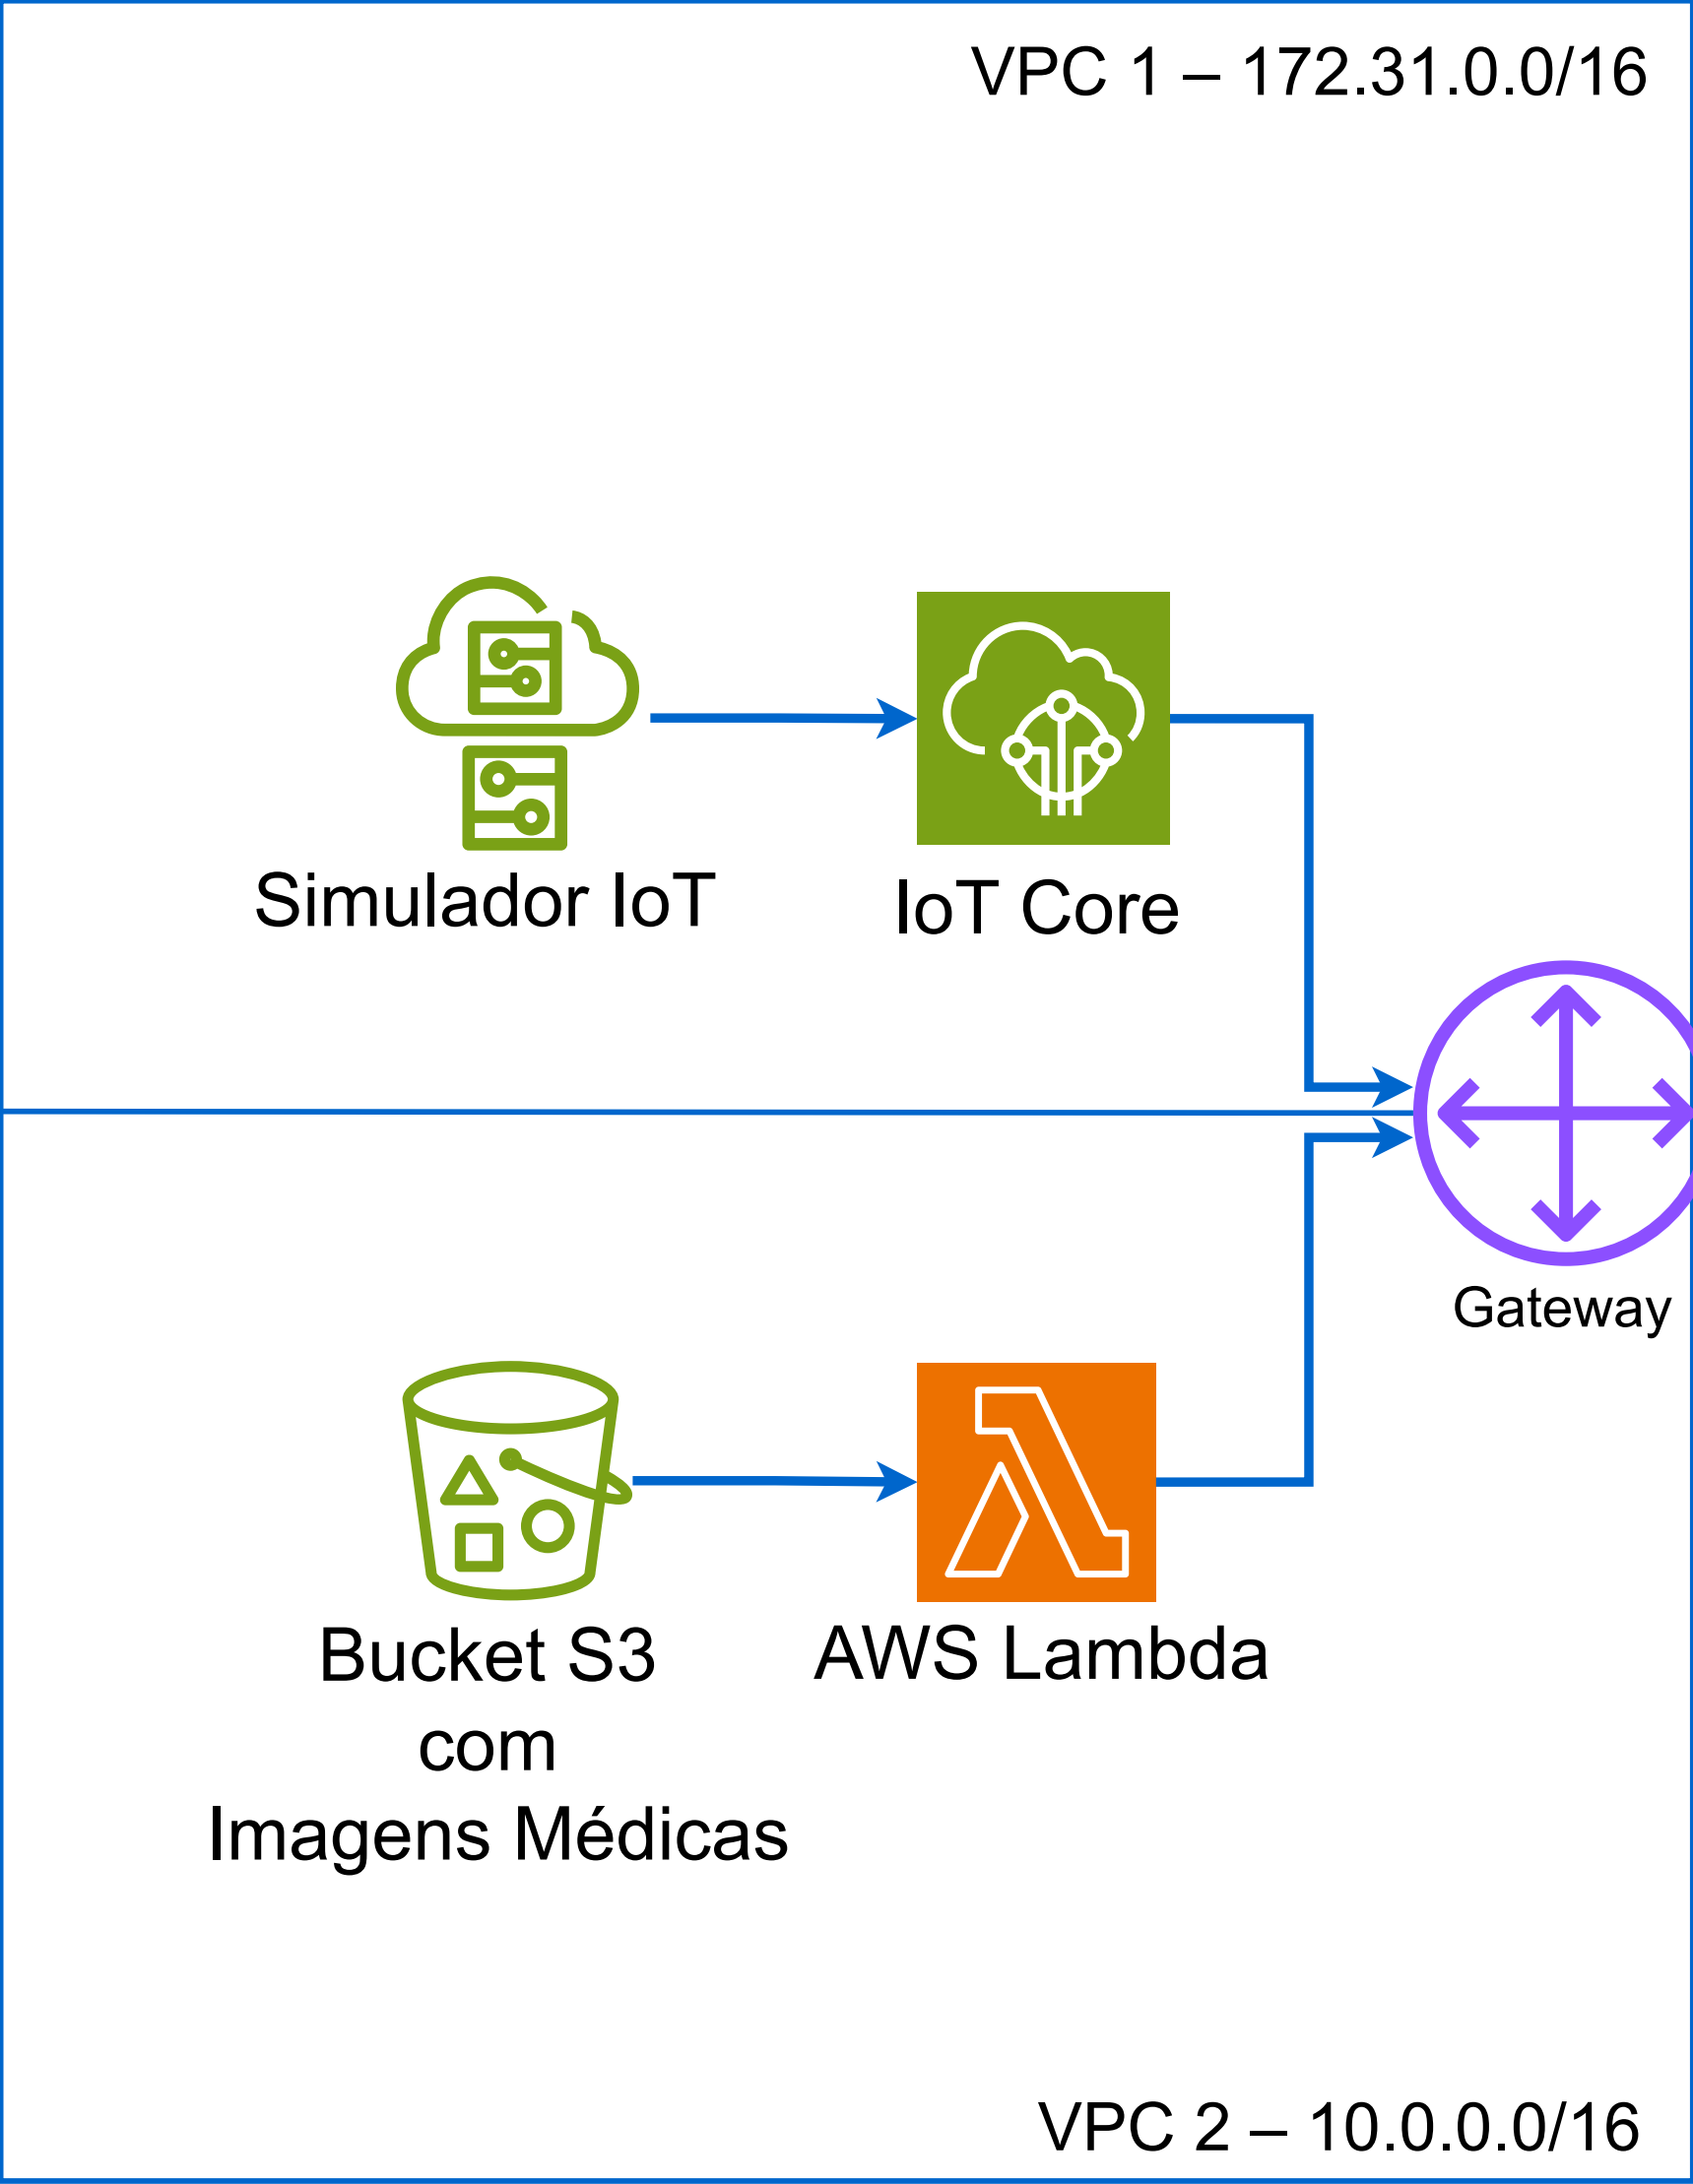 VPC 1 – 172.31.0.0/16
Simulador IoT
IoT Core
Gateway
Bucket S3
com
Imagens Médicas
AWS Lambda
VPC 2 – 10.0.0.0/16